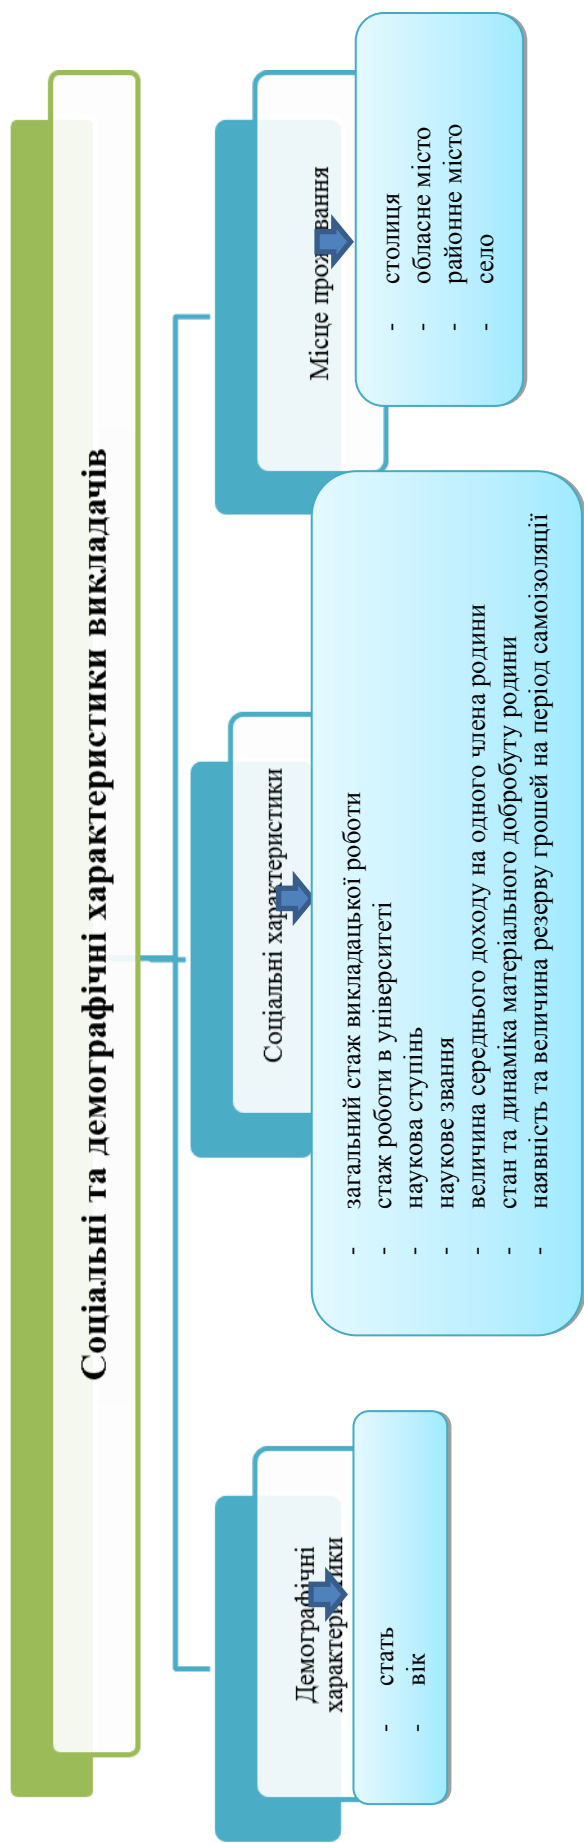 Соціальні та демографічні характеристики викладачів
Демографічні
характеристики
- стать
- вік
Соціальні характеристики
- загальний стаж викладацької роботи
- стаж роботи в університеті
- наукова ступінь
- наукове звання
- величина середнього доходу на одного члена родини
- стан та динаміка матеріального добробуту родини
- наявність та величина резерву грошей на період самоізоляції
Місце проживання
- столиця
- обласне місто
- районне місто
- село